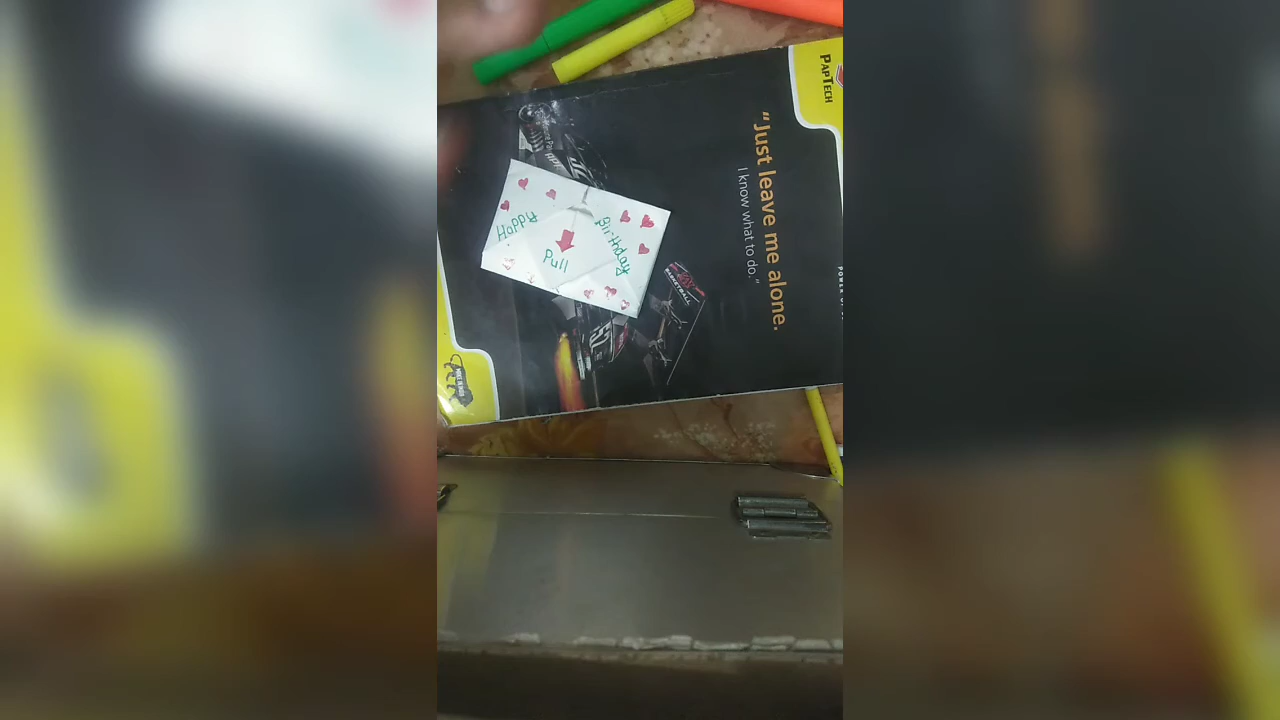 PAPTECH
"Just leave me alone.
I know what to do."
Happy Birthday
Pull